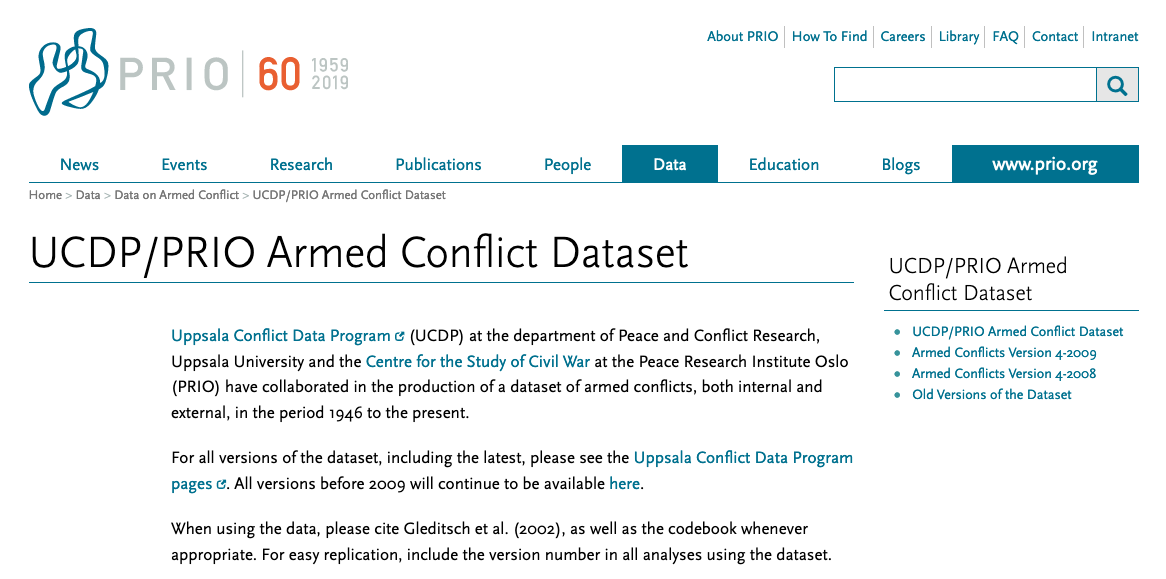 About PRIO
How To Find
Careers
Library
FAQ
Contact
Intranet
PRIO
60
1959
2019
News
Events
Research
Publications
People
Data
Education
Blogs
www.prio.org
Home > Data > Data on Armed Conflict > UCDP/PRIO Armed Conflict Dataset
UCDP/PRIO Armed Conflict Dataset
Uppsala Conflict Data Program (UCDP) at the department of Peace and Conflict Research,
Uppsala University and the Centre for the Study of Civil War at the Peace Research Institute Oslo
(PRIO) have collaborated in the production of a dataset of armed conflicts, both internal and
external, in the period 1946 to the present.
For all versions of the dataset, including the latest, please see the Uppsala Conflict Data Program
pages. All versions before 2009 will continue to be available here.
When using the data, please cite Gleditsch et al. (2002), as well as the codebook whenever
appropriate. For easy replication, include the version number in all analyses using the dataset.
UCDP/PRIO Armed
Conflict Dataset
UCDP/PRIO Armed Conflict Dataset
Armed Conflicts Version 4-2009
Armed Conflicts Version 4-2008
Old Versions of the Dataset